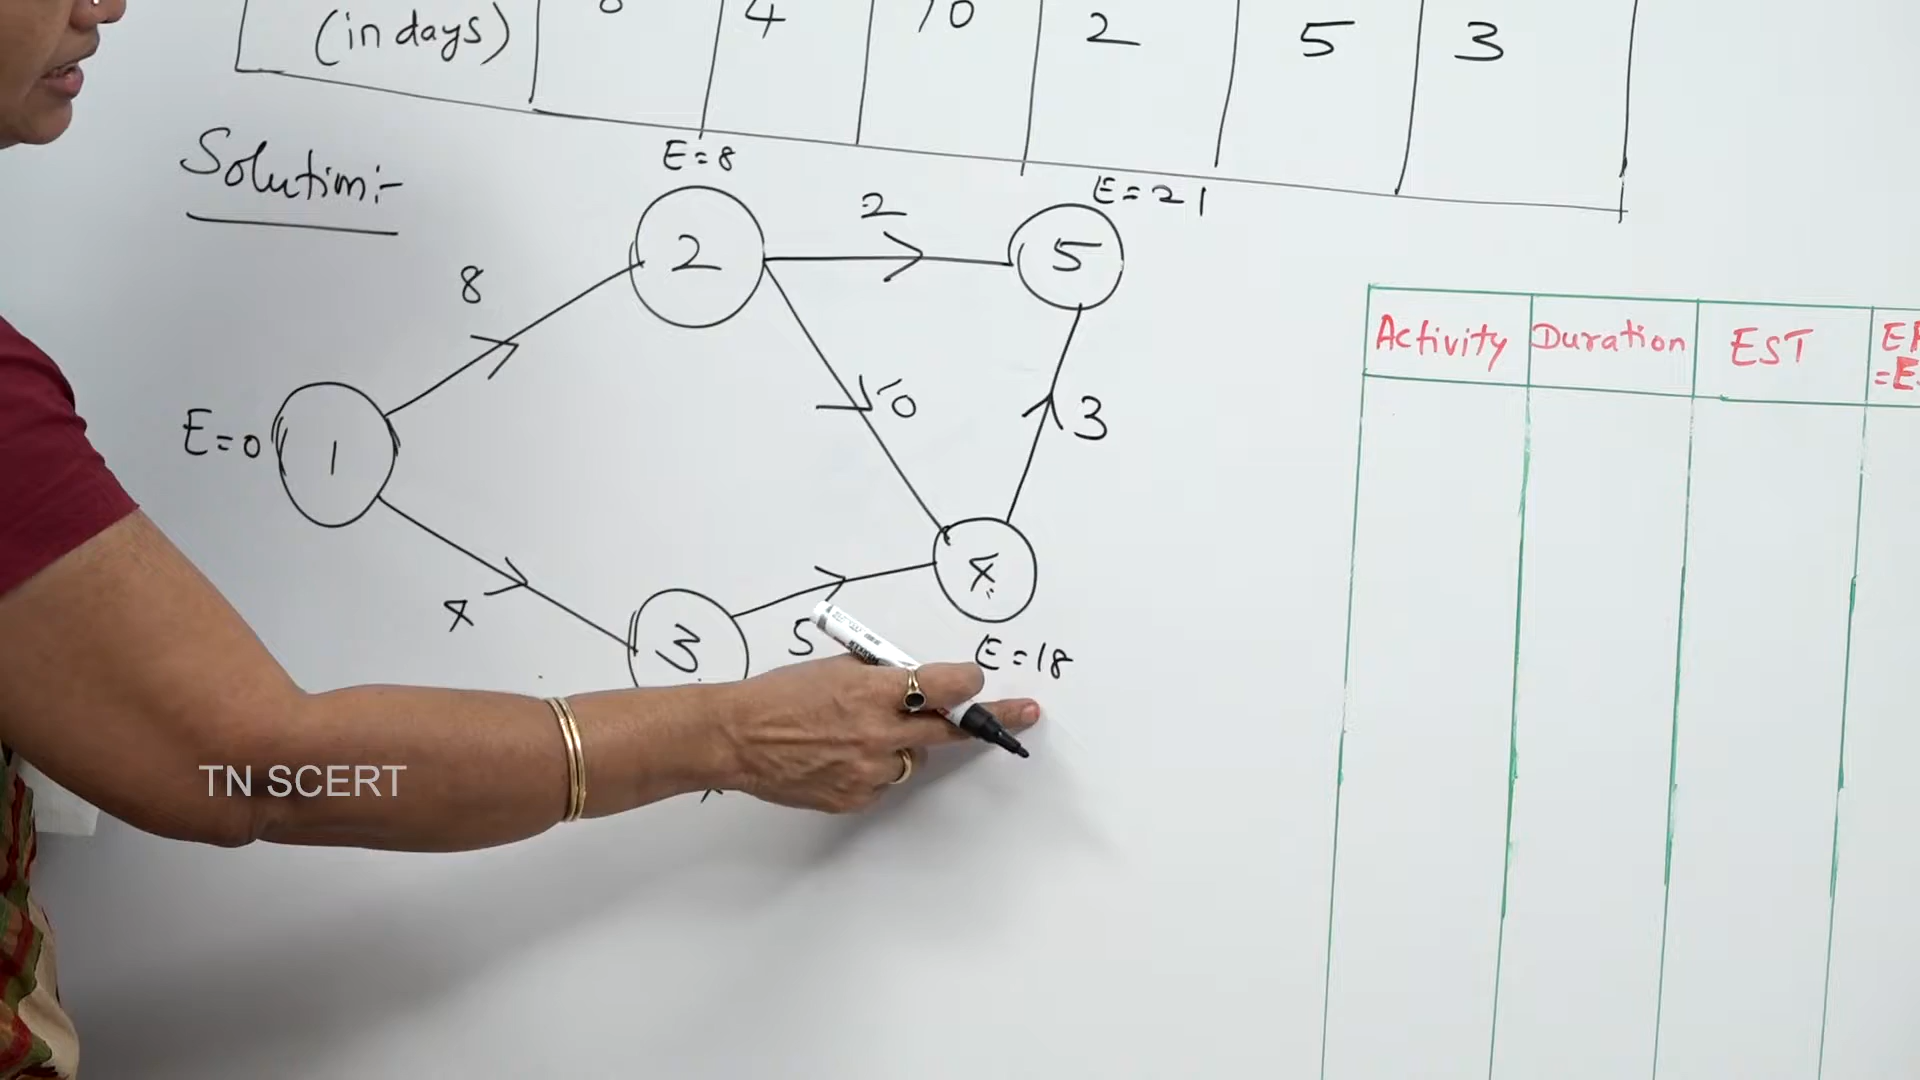 (in days) 4 10 2 5 3
Solution:-
E=8
E=21
2
2
5
8
E=0
1
10
3
4
4
3
5
E=18
Activity Duration EST
TN SCERT